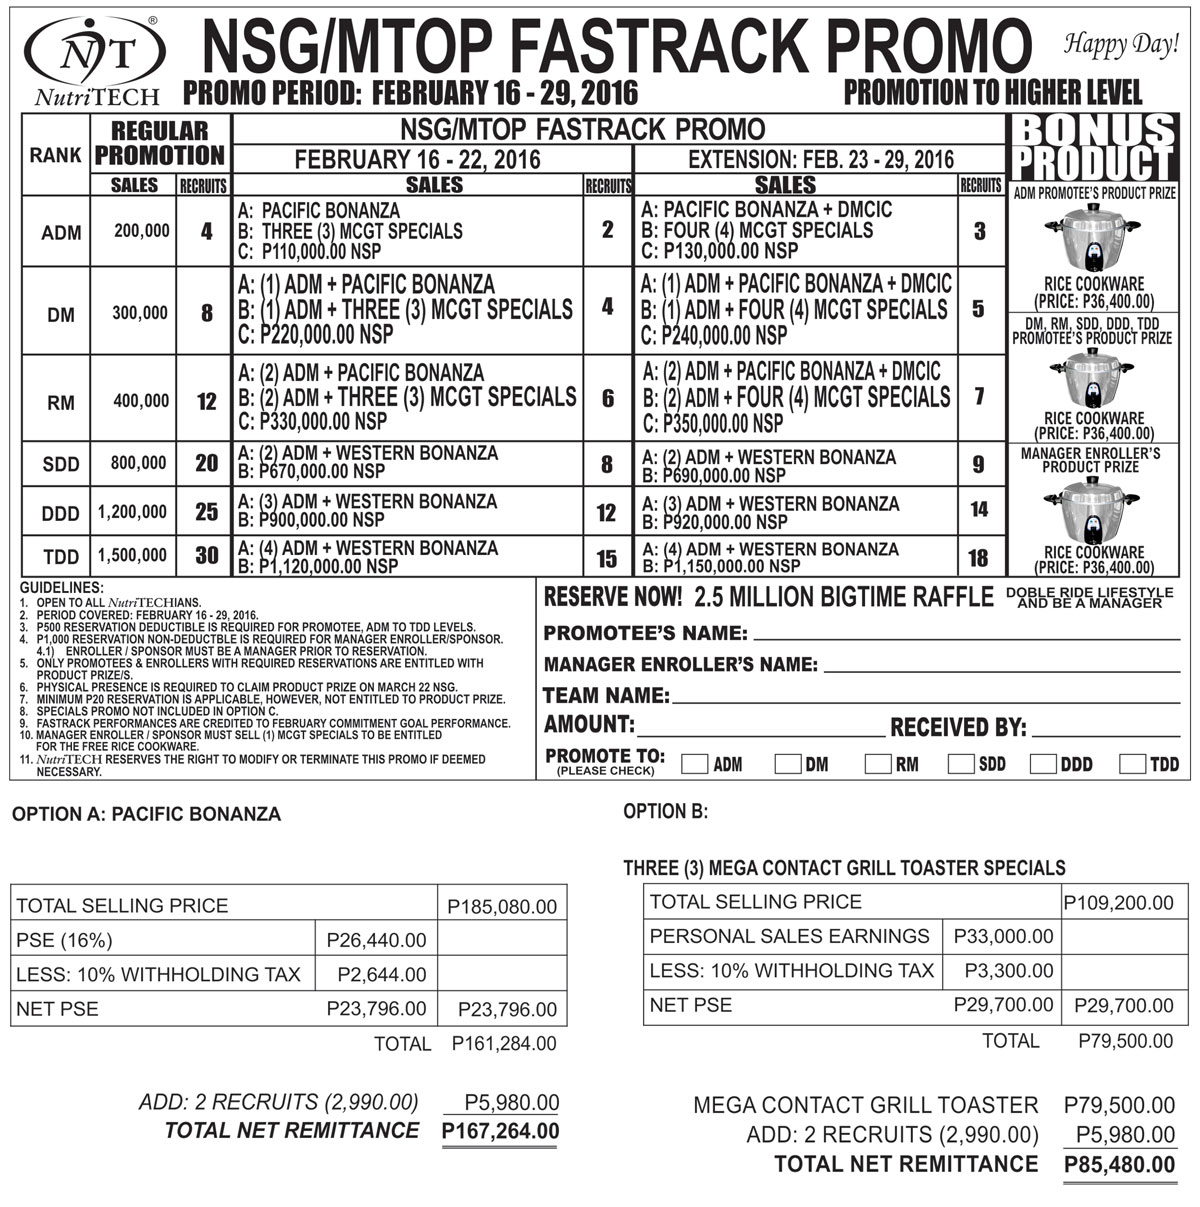 NSG/MTOP FASTRACK PROMO
Happy Day!
NT®
NutriTECH
PROMO PERIOD: FEBRUARY 16 - 29, 2016
PROMOTION TO HIGHER LEVEL
RANK
REGULAR PROMOTION
NSG/MTOP FASTRACK PROMO
BONUS PRODUCT
FEBRUARY 16 - 22, 2016
EXTENSION: FEB. 23 - 29, 2016
SALES RECRUITS SALES RECRUITS SALES RECRUITS
ADM 200,000 4
A: PACIFIC BONANZA
B: THREE (3) MCGT SPECIALS
C: P110,000.00 NSP
2
A: PACIFIC BONANZA + DMCIC
B: FOUR (4) MCGT SPECIALS
C: P130,000.00 NSP
3
DM 300,000 8
A: (1) ADM + PACIFIC BONANZA
B: (1) ADM + THREE (3) MCGT SPECIALS
C: P220,000.00 NSP
4
A: (1) ADM + PACIFIC BONANZA + DMCIC
B: (1) ADM + FOUR (4) MCGT SPECIALS
C: P240,000.00 NSP
5
RM 400,000 12
A: (2) ADM + PACIFIC BONANZA
B: (2) ADM + THREE (3) MCGT SPECIALS
C: P330,000.00 NSP
6
A: (2) ADM + PACIFIC BONANZA + DMCIC
B: (2) ADM + FOUR (4) MCGT SPECIALS
C: P350,000.00 NSP
7
SDD 800,000 20
A: (2) ADM + WESTERN BONANZA
B: P670,000.00 NSP
8
A: (2) ADM + WESTERN BONANZA
B: P690,000.00 NSP
9
DDD 1,200,000 25
A: (3) ADM + WESTERN BONANZA
B: P900,000.00 NSP
12
A: (3) ADM + WESTERN BONANZA
B: P920,000.00 NSP
14
TDD 1,500,000 30
A: (4) ADM + WESTERN BONANZA
B: P1,120,000.00 NSP
15
A: (4) ADM + WESTERN BONANZA
B: P1,150,000.00 NSP
18
ADM PROMOTEE'S PRODUCT PRIZE
RICE COOKWARE
(PRICE: P36,400.00)
DM, RM, SDD, DDD, TDD
PROMOTEE'S PRODUCT PRIZE
RICE COOKWARE
(PRICE: P36,400.00)
MANAGER ENROLLER'S
PRODUCT PRIZE
RICE COOKWARE
(PRICE: P36,400.00)
GUIDELINES:
1. OPEN TO ALL NutriTECHIANS.
2. PERIOD COVERED: FEBRUARY 16 - 29, 2016.
3. P500 RESERVATION DEDUCTIBLE IS REQUIRED FOR PROMOTEE, ADM TO TDD LEVELS.
4. P1,000 RESERVATION NON-DEDUCTBLE IS REQUIRED FOR MANAGER ENROLLER/SPONSOR.
4.1) ENROLLER / SPONSOR MUST BE A MANAGER PRIOR TO RESERVATION.
5. ONLY PROMOTEES & ENROLLERS WITH REQUIRED RESERVATIONS ARE ENTITLED WITH
PRODUCT PRIZE/S.
6. PHYSICAL PRESENCE IS REQUIRED TO CLAIM PRODUCT PRIZE ON MARCH 22 NSG.
7. MINIMUM P20 RESERVATION IS APPLICABLE, HOWEVER, NOT ENTITLED TO PRODUCT PRIZE.
8. SPECIALS PROMO NOT INCLUDED IN OPTION C.
9. FASTRACK PERFORMANCES ARE CREDITED TO FEBRUARY COMMITMENT GOAL PERFORMANCE.
10. MANAGER ENROLLER / SPONSOR MUST SELL (1) MCGT SPECIALS TO BE ENTITLED
FOR THE FREE RICE COOKWARE.
11. NutriTECH RESERVES THE RIGHT TO MODIFY OR TERMINATE THIS PROMO IF DEEMED
NECESSARY.
RESERVE NOW! 2.5 MILLION BIGTIME RAFFLE
DOBLE RIDE LIFESTYLE
AND BE A MANAGER
PROMOTEE'S NAME:
MANAGER ENROLLER'S NAME:
TEAM NAME:
AMOUNT: RECEIVED BY:
PROMOTE TO:
(PLEASE CHECK)
ADM DM RM SDD DDD TDD
OPTION A: PACIFIC BONANZA
TOTAL SELLING PRICE P185,080.00
PSE (16%) P26,440.00
LESS: 10% WITHHOLDING TAX P2,644.00
NET PSE P23,796.00 P23,796.00
TOTAL P161,284.00
ADD: 2 RECRUITS (2,990.00) P5,980.00
TOTAL NET REMITTANCE P167,264.00
OPTION B:
THREE (3) MEGA CONTACT GRILL TOASTER SPECIALS
TOTAL SELLING PRICE P109,200.00
PERSONAL SALES EARNINGS P33,000.00
LESS: 10% WITHHOLDING TAX P3,300.00
NET PSE P29,700.00 P29,700.00
TOTAL P79,500.00
MEGA CONTACT GRILL TOASTER P79,500.00
ADD: 2 RECRUITS (2,990.00) P5,980.00
TOTAL NET REMITTANCE P85,480.00